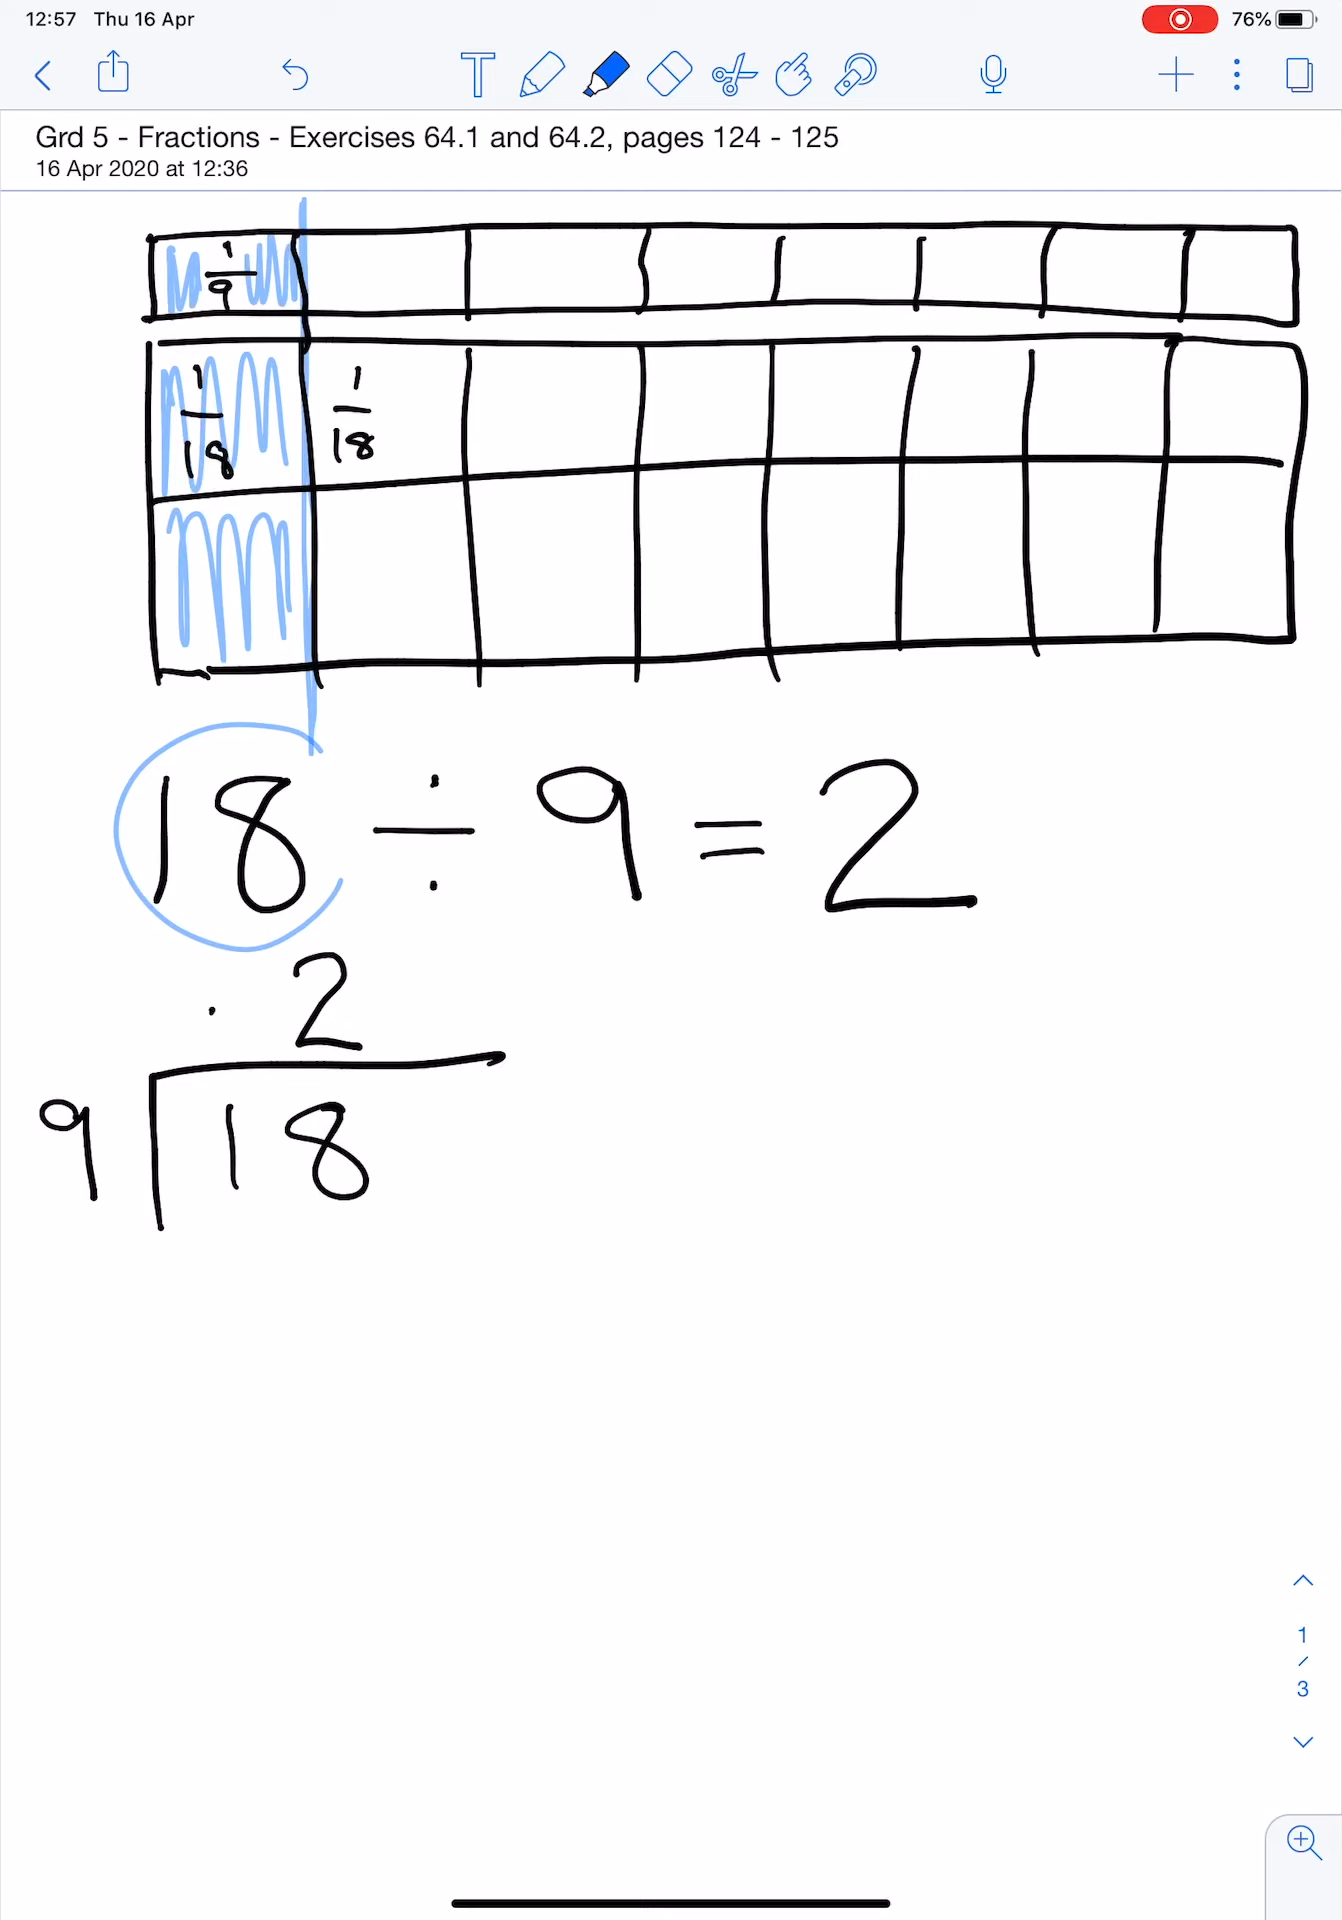 12:57 Thu 16 Apr 76%
T
Grd 5 - Fractions - Exercises 64.1 and 64.2, pages 124 - 125
16 Apr 2020 at 12:36
1/9
1/18 1/18
18 ÷ 9 = 2
· 2
9 18
1
/
3